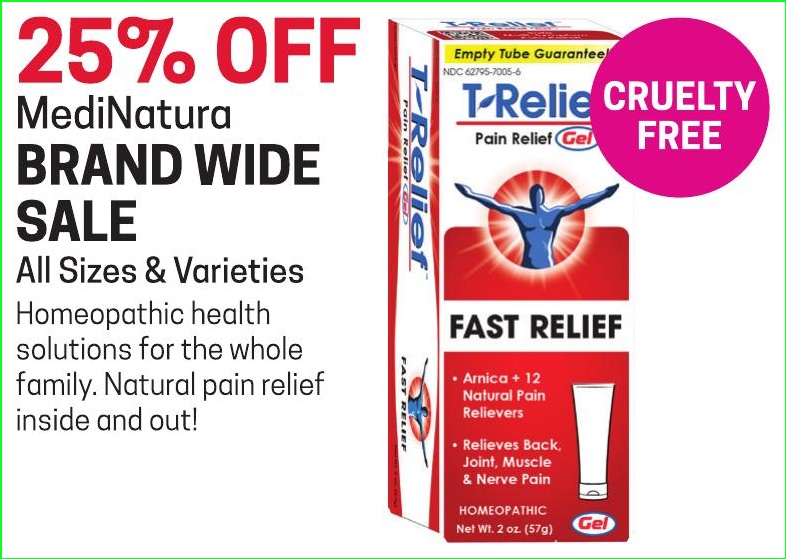 25% OFF
MediNatura
BRAND WIDE
SALE
All Sizes & Varieties
Homeopathic health
solutions for the whole
family. Natural pain relief
inside and out!
T-Relief
Empty Tube Guarantee!
NDC 62795-7005-6
T-Relie
Pain Relief Gel
CRUELTY
FREE
T-Relief
Pain Relief Gel
FAST RELIEF
FAST RELIEF
• Arnica + 12
Natural Pain
Relievers
• Relieves Back,
Joint, Muscle
& Nerve Pain
HOMEOPATHIC
Net Wt. 2 oz. (57g)
Gel